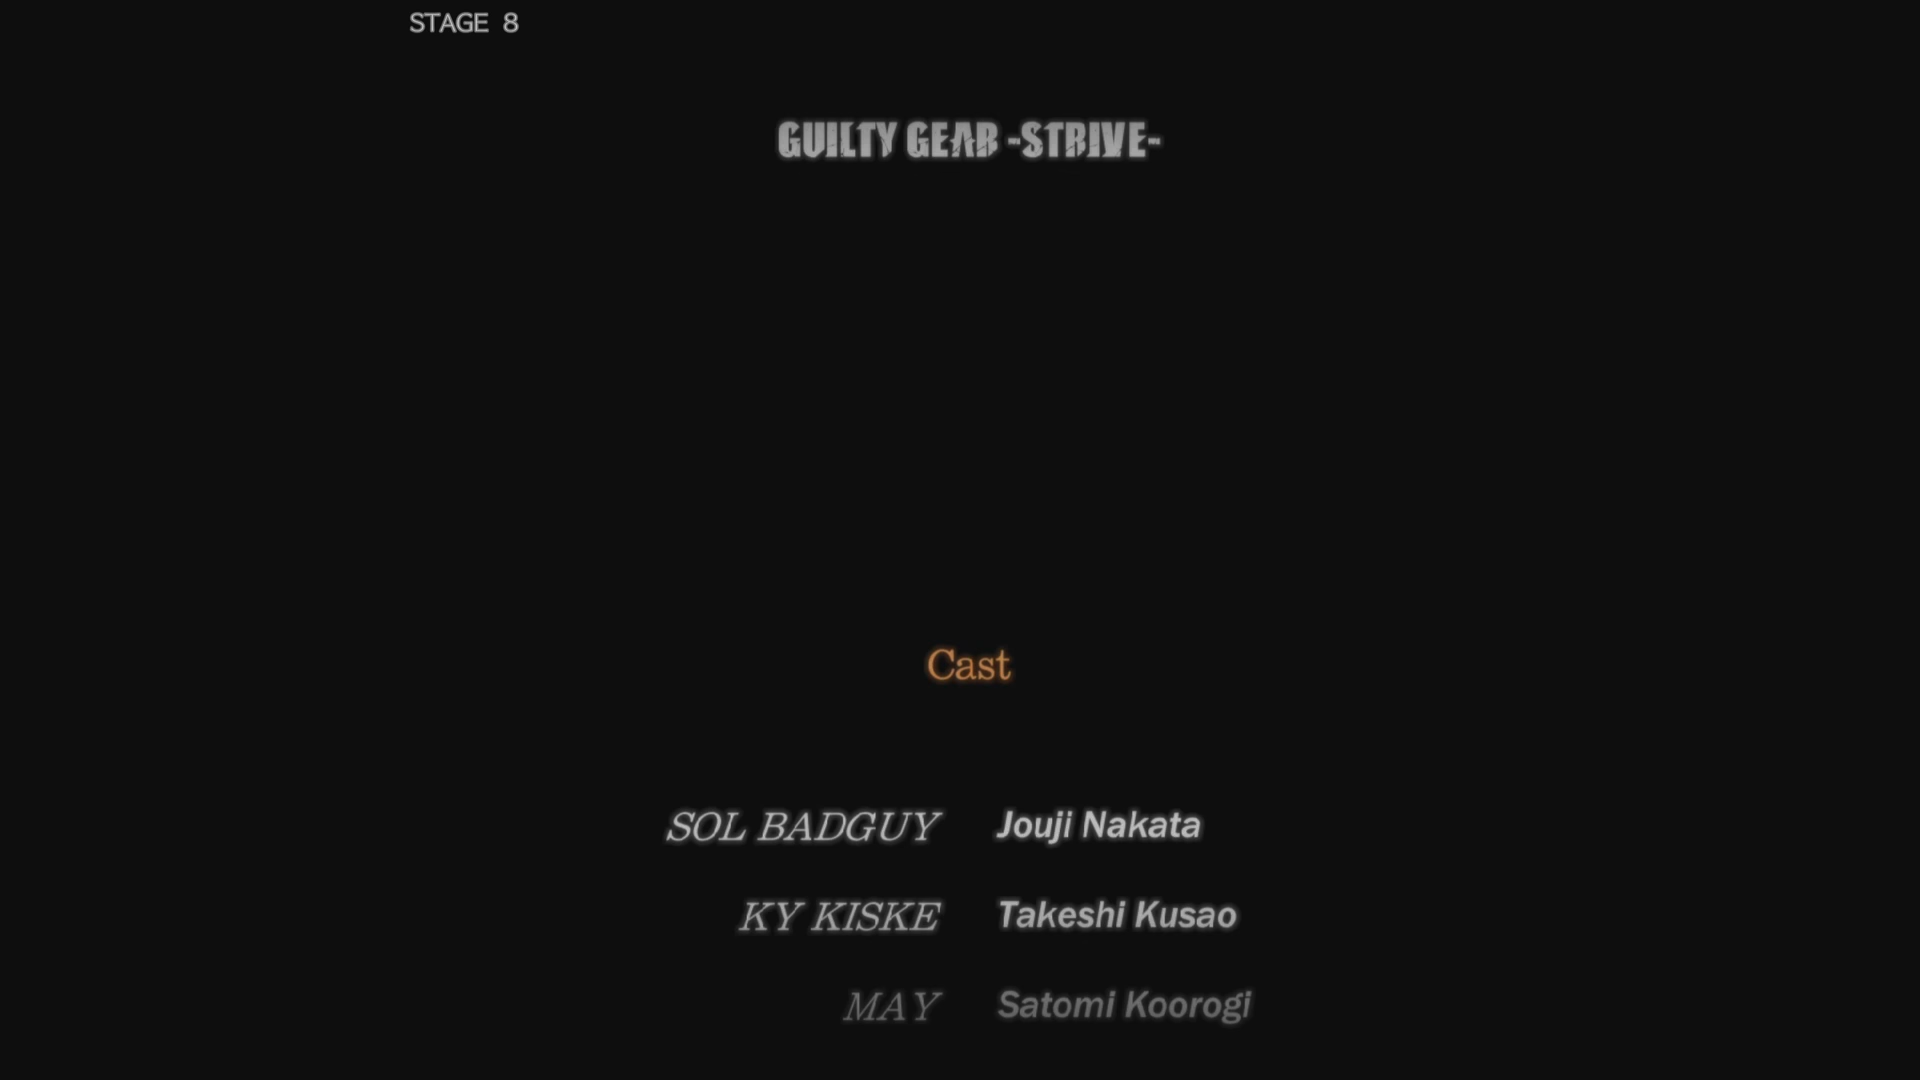 STAGE 8
GUILTY GEAR -STRIVE-
Cast
SOL BADGUY Jouji Nakata
KY KISKE Takeshi Kusao
MAY Satomi Koorogi